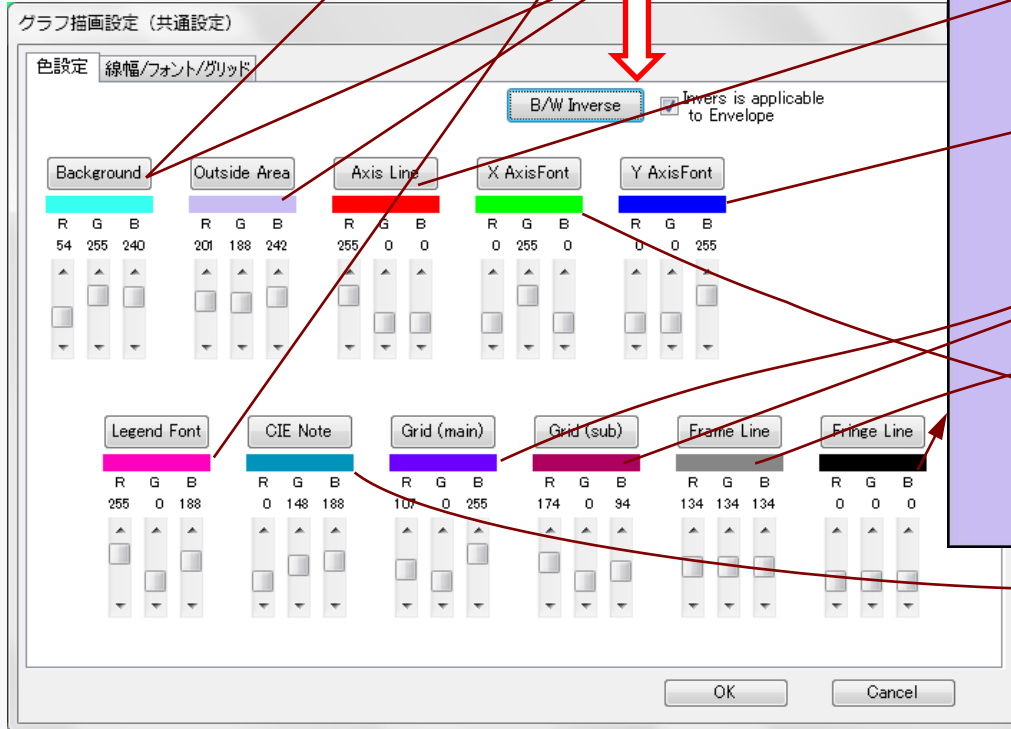 グラフ描画設定（共通設定）
色設定 線幅/フォント/グリッド
B/W Inverse Invers is applicable
to Envelope
Background Outside Area Axis Line X AxisFont Y AxisFont
R G B R G B R G B R G B R G B
54 255 240 201 188 242 255 0 0 0 255 0 0 0 255
Legend Font CIE Note Grid (main) Grid (sub) Frame Line Fringe Line
R G B R G B R G B R G B R G B R G B
255 0 188 0 148 188 107 0 255 174 0 94 134 134 134 0 0 0
OK Cancel